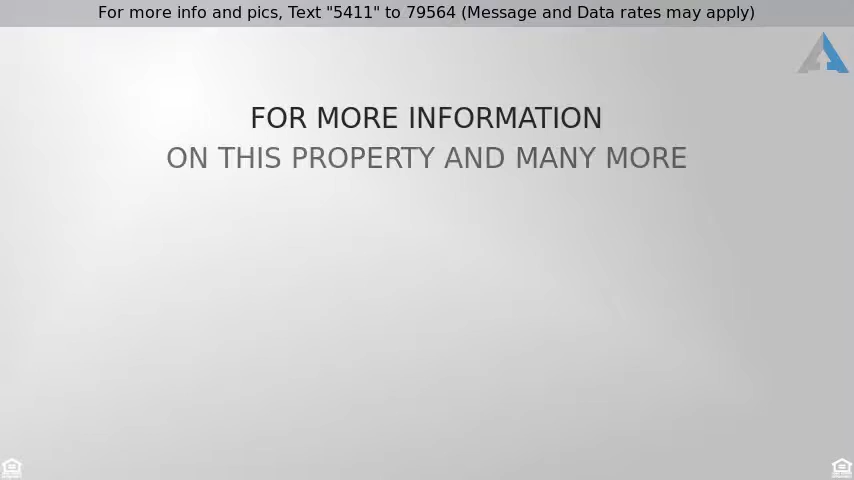 For more info and pics, Text "5411" to 79564 (Message and Data rates may apply)
FOR MORE INFORMATION
ON THIS PROPERTY AND MANY MORE